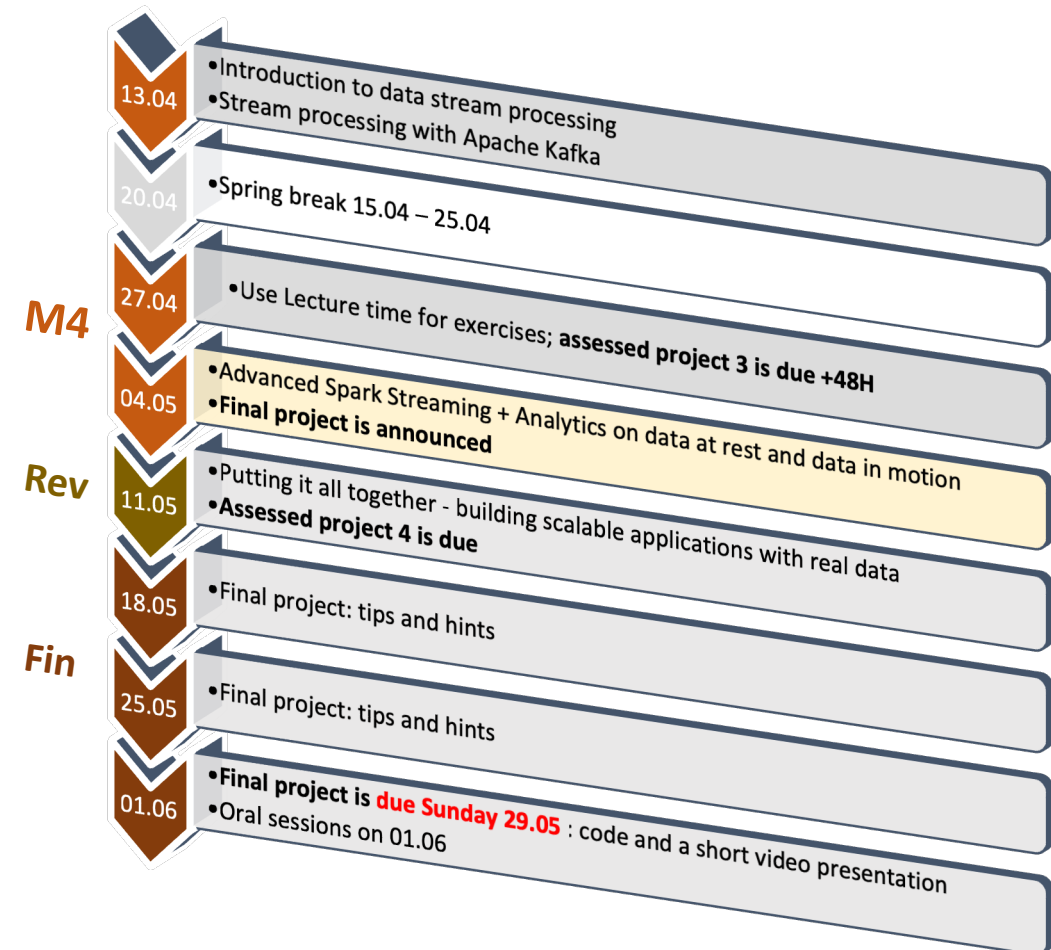 13.04
•Introduction to data stream processing
•Stream processing with Apache Kafka
20.04
•Spring break 15.04 – 25.04
M4
27.04
•Use Lecture time for exercises; assessed project 3 is due +48H
04.05
•Advanced Spark Streaming + Analytics on data at rest and data in motion
•Final project is announced
Rev
11.05
•Putting it all together - building scalable applications with real data
•Assessed project 4 is due
18.05
•Final project: tips and hints
Fin
25.05
•Final project: tips and hints
01.06
•Final project is due Sunday 29.05 : code and a short video presentation
•Oral sessions on 01.06